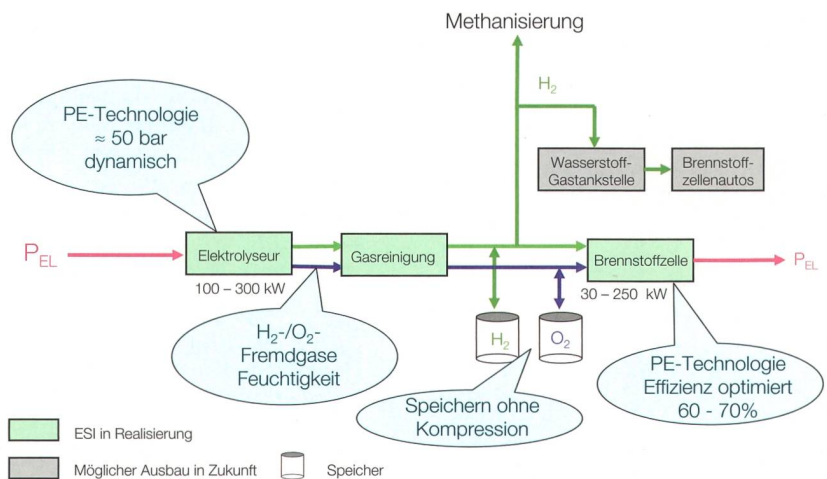 Methanisierung
H₂
PE-Technologie
≈ 50 bar
dynamisch
Wasserstoff-
Gastankstelle
Brennstoff-
zellenautos
P_EL
Elektrolyseur
Gasreinigung
Brennstoffzelle
P_EL
100 – 300 kW
30 – 250 kW
H₂-/O₂-
Fremdgase
Feuchtigkeit
H₂
O₂
PE-Technologie
Effizienz optimiert
60 - 70%
Speichern ohne
Kompression
ESI in Realisierung
Möglicher Ausbau in Zukunft
Speicher